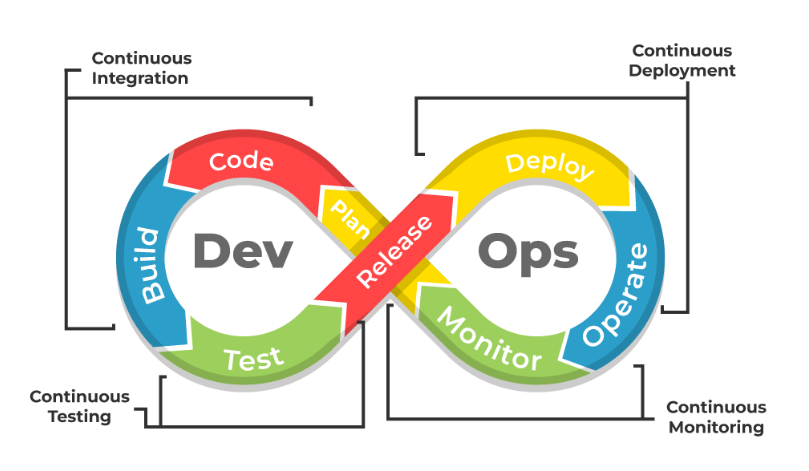 Continuous
Integration
Continuous
Deployment
Code
Deploy
Plan
Release
Build
Dev
Ops
Operate
Test
Monitor
Continuous
Testing
Continuous
Monitoring